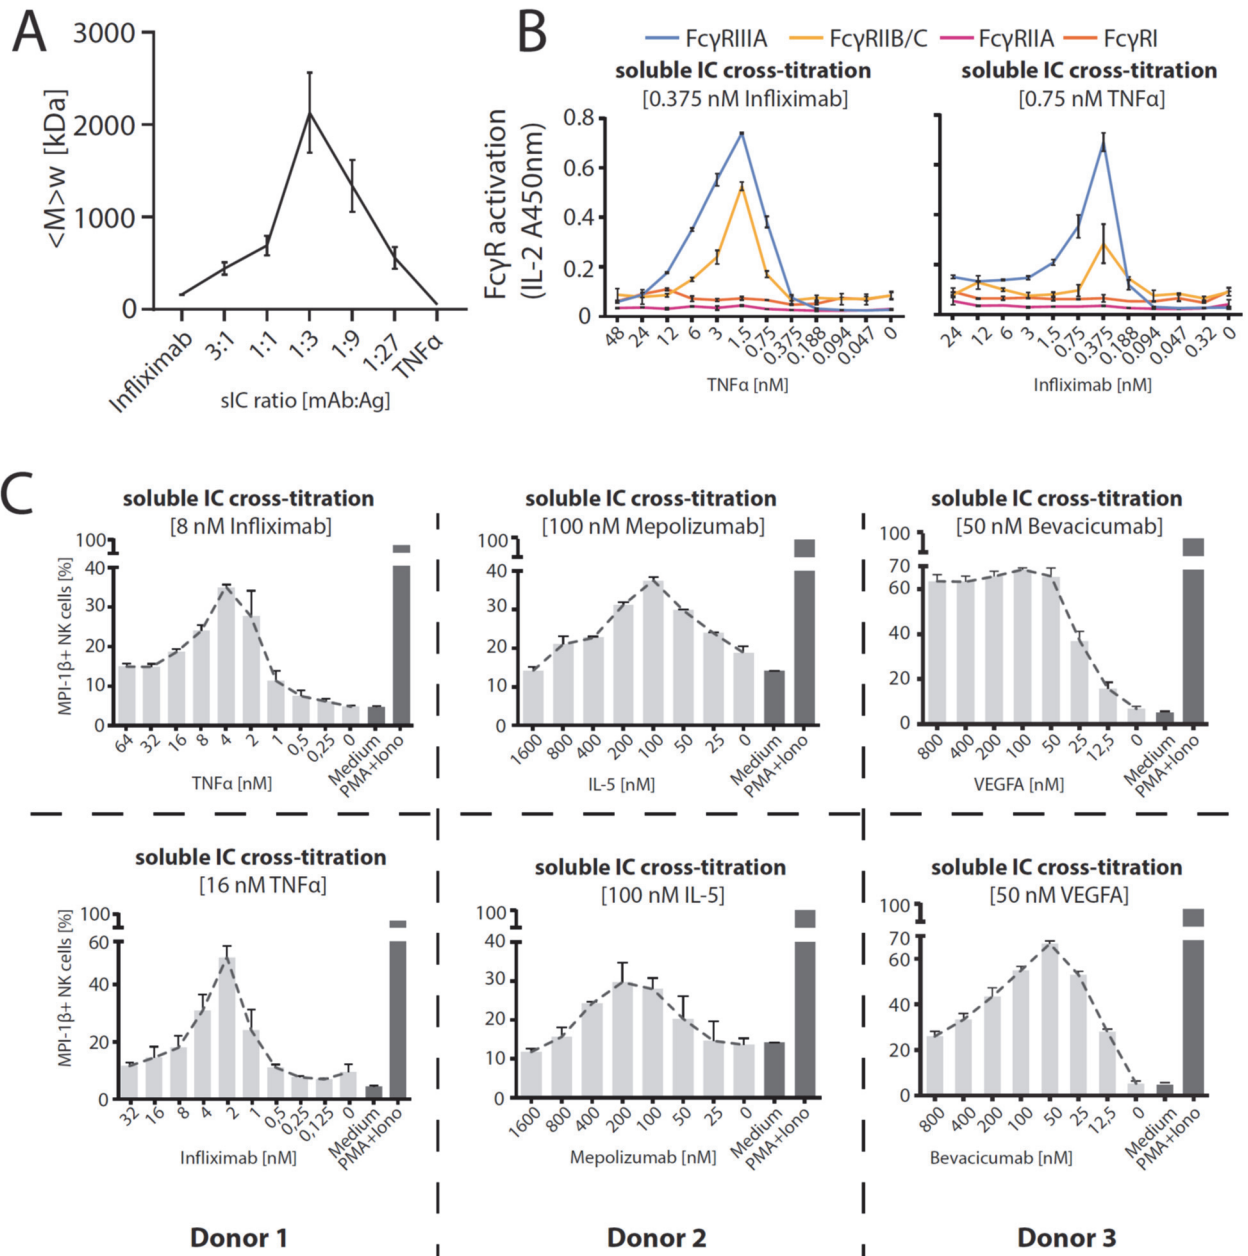 A
3000
2000
1000
0
<M>w [kDa]
Infliximab
3:1
1:1
1:3
1:9
1:27
TNFα
sIC ratio [mAb:Ag]
B
FcγRIIIA
FcγRIIB/C
FcγRIIA
FcγRI
soluble IC cross-titration
[0.375 nM Infliximab]
FcγR activation
(IL-2 A450nm)
0.8
0.6
0.4
0.2
0
48
24
12
6
3
1.5
0.75
0.375
0.188
0.094
0.047
0
TNFα [nM]
soluble IC cross-titration
[0.75 nM TNFα]
24
12
6
3
1.5
0.75
0.375
0.188
0.094
0.047
0.32
0
Infliximab [nM]
C
soluble IC cross-titration
[8 nM Infliximab]
MPI-1β+ NK cells [%]
100
40
30
20
10
0
64
32
16
8
4
2
1
0,5
0,25
0
Medium
PMA+Iono
TNFα [nM]
soluble IC cross-titration
[100 nM Mepolizumab]
100
40
30
20
10
0
1600
800
400
200
100
50
25
0
Medium
PMA+Iono
IL-5 [nM]
soluble IC cross-titration
[50 nM Bevacicumab]
100
70
60
40
20
0
800
400
200
100
50
25
12,5
0
Medium
PMA+Iono
VEGFA [nM]
soluble IC cross-titration
[16 nM TNFα]
MPI-1β+ NK cells [%]
100
60
40
20
0
32
16
8
4
2
1
0,5
0,25
0,125
0
Medium
PMA+Iono
Infliximab [nM]
soluble IC cross-titration
[100 nM IL-5]
100
40
30
20
10
0
1600
800
400
200
100
50
25
0
Medium
PMA+Iono
Mepolizumab [nM]
soluble IC cross-titration
[50 nM VEGFA]
100
70
60
40
20
0
800
400
200
100
50
25
12,5
0
Medium
PMA+Iono
Bevacicumab [nM]
Donor 1
Donor 2
Donor 3